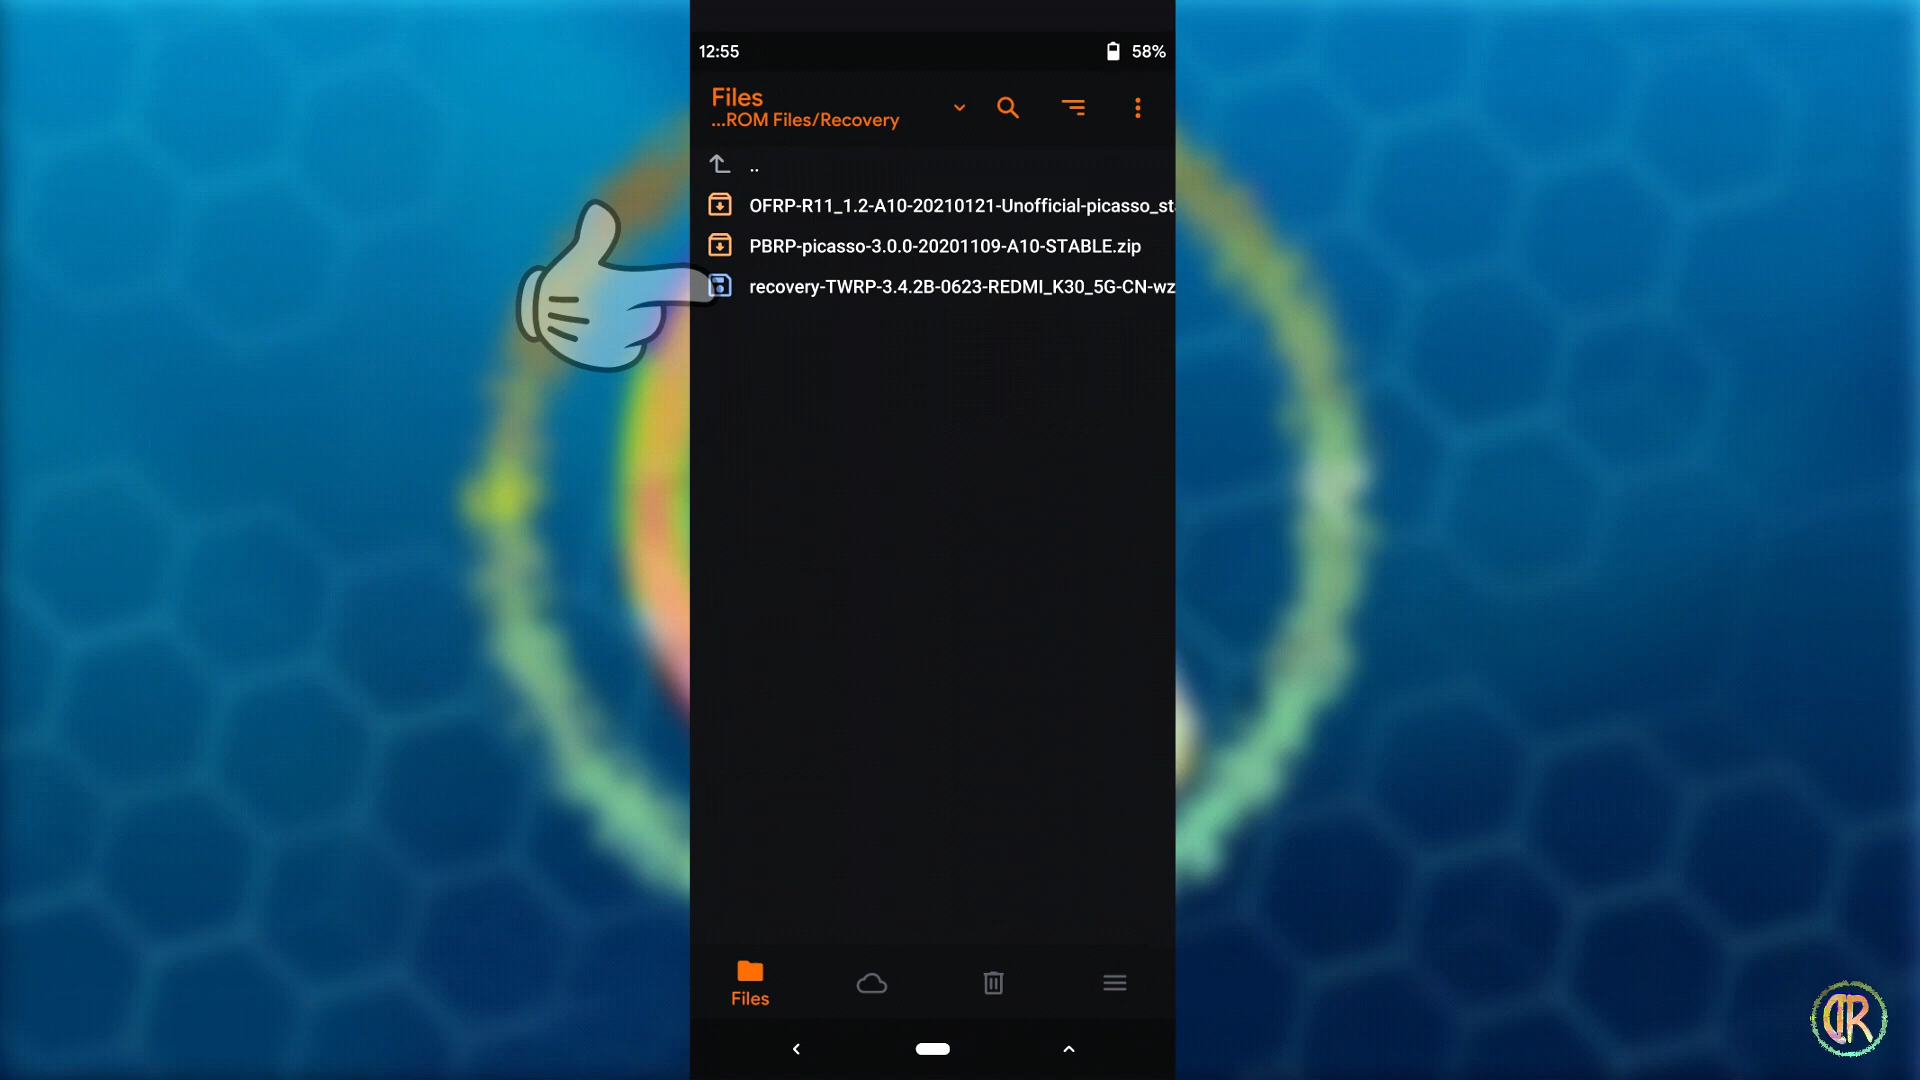 12:55
58%
Files
...ROM Files/Recovery
..
OFRP-R11_1.2-A10-20210121-Unofficial-picasso_st
PBRP-picasso-3.0.0-20201109-A10-STABLE.zip
recovery-TWRP-3.4.2B-0623-REDMI_K30_5G-CN-wz
Files
DR